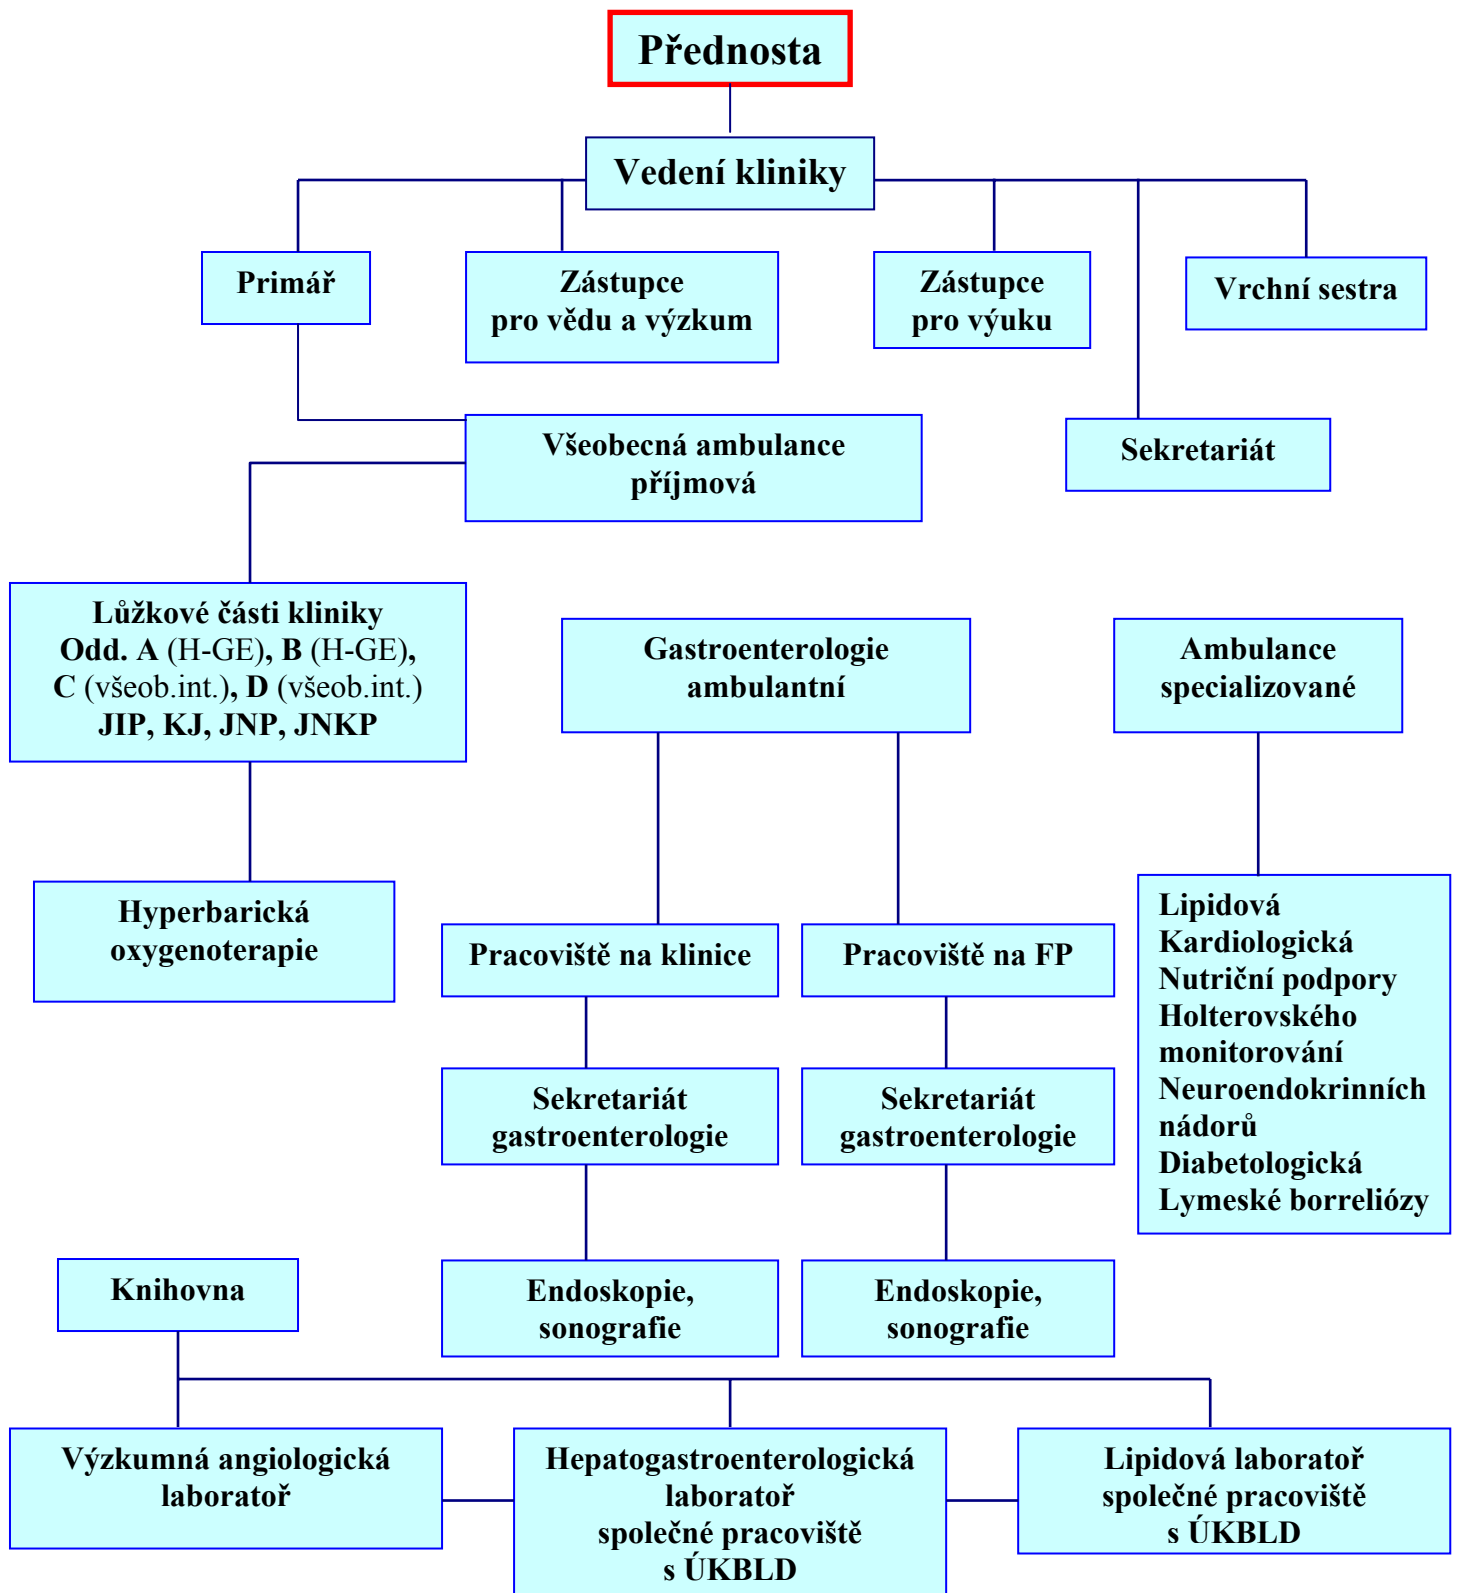 Přednosta
Vedení kliniky
Primář
Zástupce
pro vědu a výzkum
Zástupce
pro výuku
Vrchní sestra
Všeobecná ambulance
příjmová
Sekretariát
Lůžkové části kliniky
Odd. A (H-GE), B (H-GE),
C (všeob.int.), D (všeob.int.)
JIP, KJ, JNP, JNKP
Gastroenterologie
ambulantní
Ambulance
specializované
Hyperbarická
oxygenoterapie
Pracoviště na klinice
Pracoviště na FP
Lipidová
Kardiologická
Nutriční podpory
Holterovského
monitorování
Neuroendokrinních
nádorů
Diabetologická
Lymeské borreliózy
Sekretariát
gastroenterologie
Sekretariát
gastroenterologie
Endoskopie,
sonografie
Endoskopie,
sonografie
Knihovna
Výzkumná angiologická
laboratoř
Hepatogastroenterologická
laboratoř
společné pracoviště
s ÚKBLD
Lipidová laboratoř
společné pracoviště
s ÚKBLD